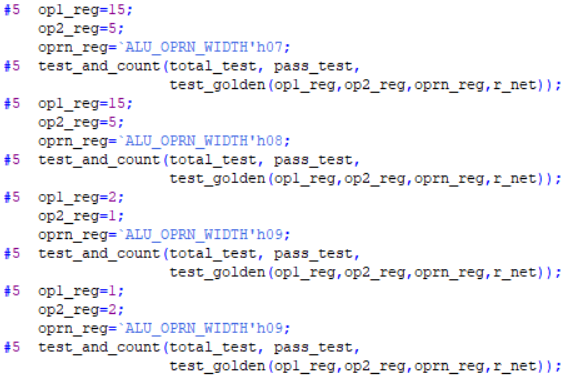 #5 op1_reg=15;
op2_reg=5;
oprn_reg=`ALU_OPRN_WIDTH'h07;
#5 test_and_count(total_test, pass_test,
test_golden(op1_reg,op2_reg,oprn_reg,r_net));
#5 op1_reg=15;
op2_reg=5;
oprn_reg=`ALU_OPRN_WIDTH'h08;
#5 test_and_count(total_test, pass_test,
test_golden(op1_reg,op2_reg,oprn_reg,r_net));
#5 op1_reg=2;
op2_reg=1;
oprn_reg=`ALU_OPRN_WIDTH'h09;
#5 test_and_count(total_test, pass_test,
test_golden(op1_reg,op2_reg,oprn_reg,r_net));
#5 op1_reg=1;
op2_reg=2;
oprn_reg=`ALU_OPRN_WIDTH'h09;
#5 test_and_count(total_test, pass_test,
test_golden(op1_reg,op2_reg,oprn_reg,r_net));